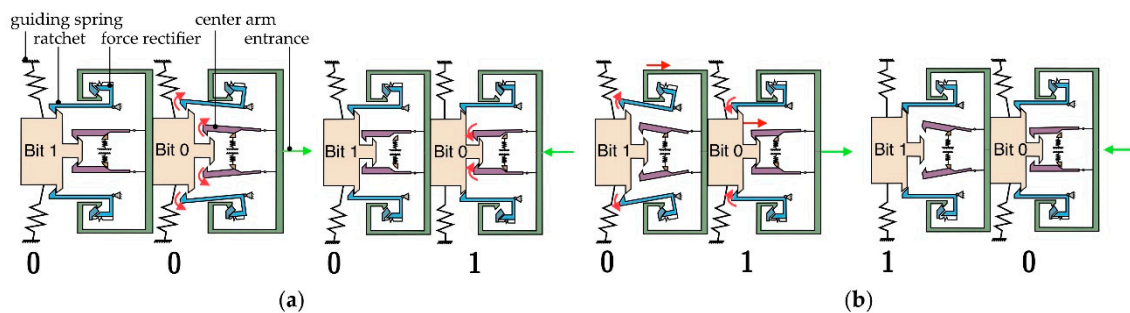 guiding spring center arm
ratchet force rectifier entrance
Bit 1 Bit 0 Bit 1 Bit 0 Bit 1 Bit 0 Bit 1 Bit 0
0 0 0 1 0 1 1 0
(a) (b)